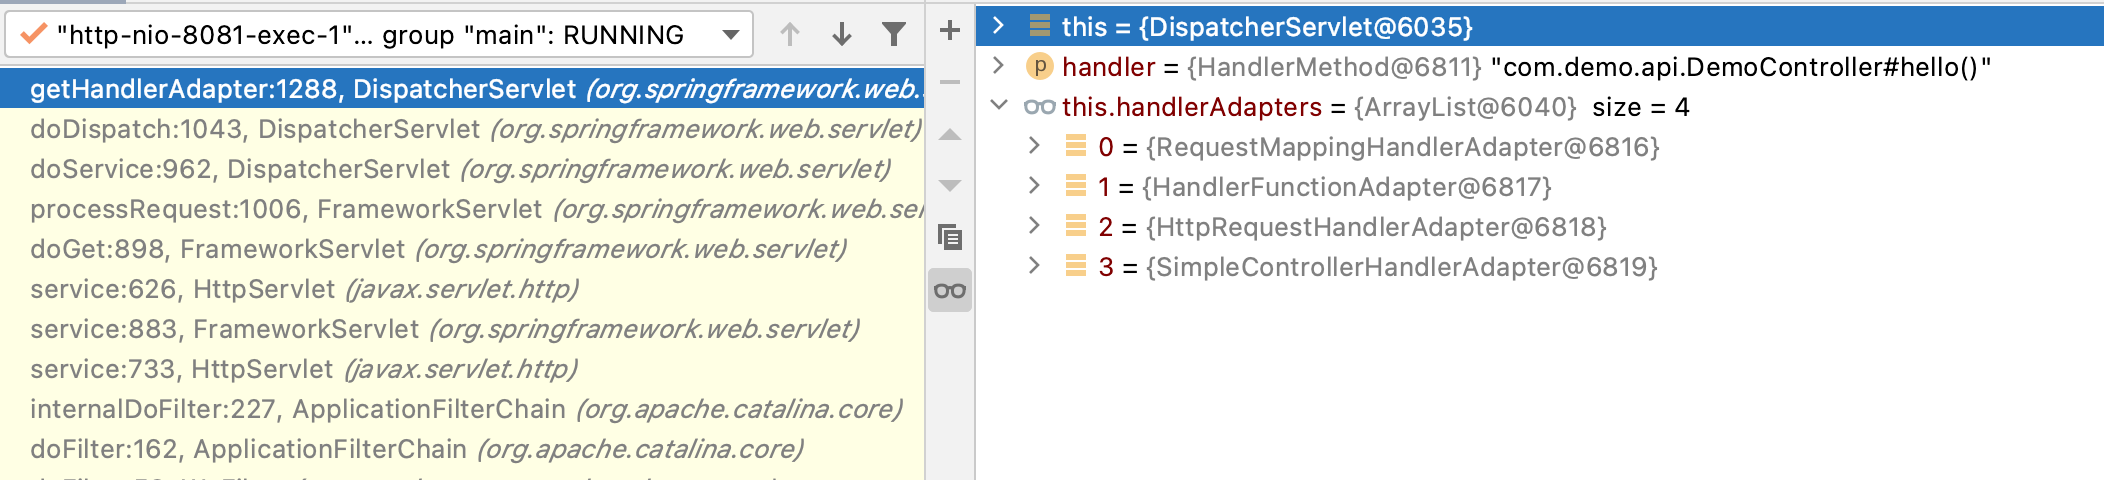 "http-nio-8081-exec-1"... group "main": RUNNING
getHandlerAdapter:1288, DispatcherServlet (org.springframework.web.
doDispatch:1043, DispatcherServlet (org.springframework.web.servlet)
doService:962, DispatcherServlet (org.springframework.web.servlet)
processRequest:1006, FrameworkServlet (org.springframework.web.ser
doGet:898, FrameworkServlet (org.springframework.web.servlet)
service:626, HttpServlet (javax.servlet.http)
service:883, FrameworkServlet (org.springframework.web.servlet)
service:733, HttpServlet (javax.servlet.http)
internalDoFilter:227, ApplicationFilterChain (org.apache.catalina.core)
doFilter:162, ApplicationFilterChain (org.apache.catalina.core)
this = {DispatcherServlet@6035}
p handler = {HandlerMethod@6811} "com.demo.api.DemoController#hello()"
this.handlerAdapters = {ArrayList@6040} size = 4
0 = {RequestMappingHandlerAdapter@6816}
1 = {HandlerFunctionAdapter@6817}
2 = {HttpRequestHandlerAdapter@6818}
3 = {SimpleControllerHandlerAdapter@6819}